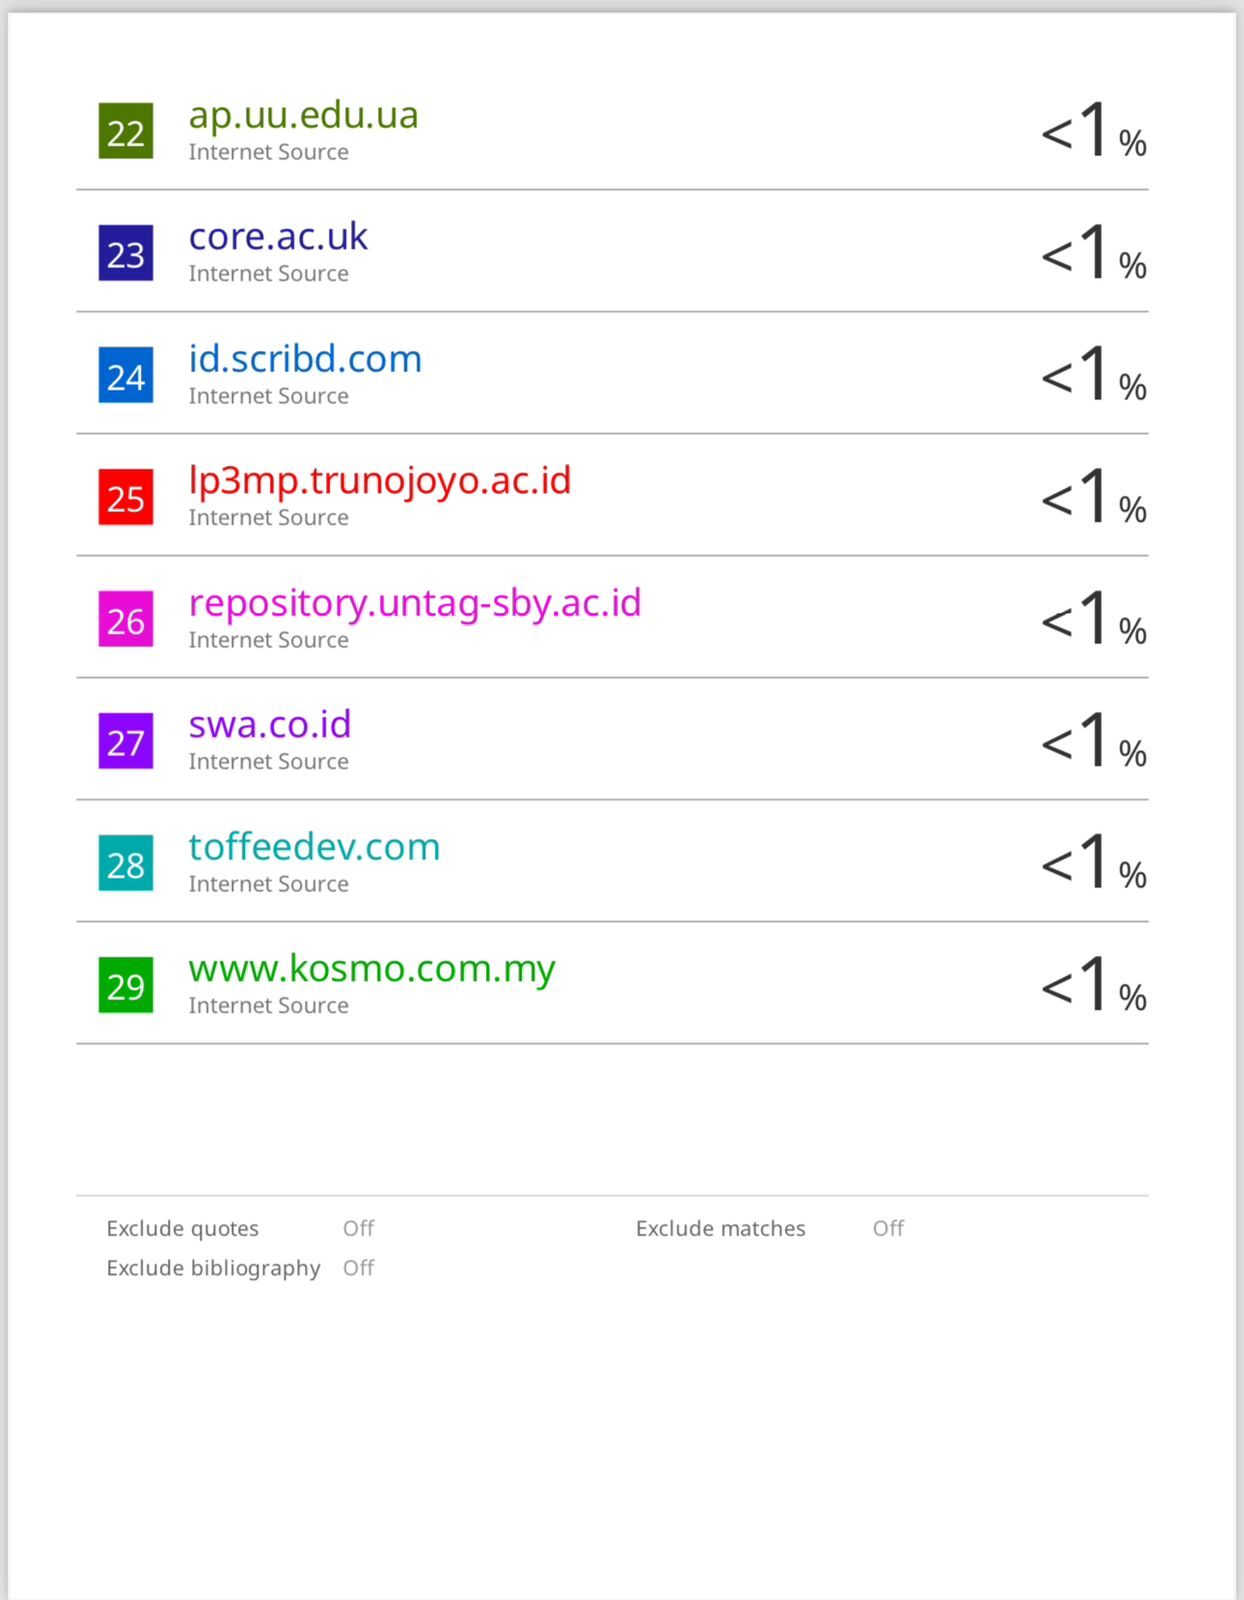 22
ap.uu.edu.ua
Internet Source
<1%
23
core.ac.uk
Internet Source
<1%
24
id.scribd.com
Internet Source
<1%
25
lp3mp.trunojoyo.ac.id
Internet Source
<1%
26
repository.untag-sby.ac.id
Internet Source
<1%
27
swa.co.id
Internet Source
<1%
28
toffeedev.com
Internet Source
<1%
29
www.kosmo.com.my
Internet Source
<1%
Exclude quotes Off Exclude matches Off
Exclude bibliography Off